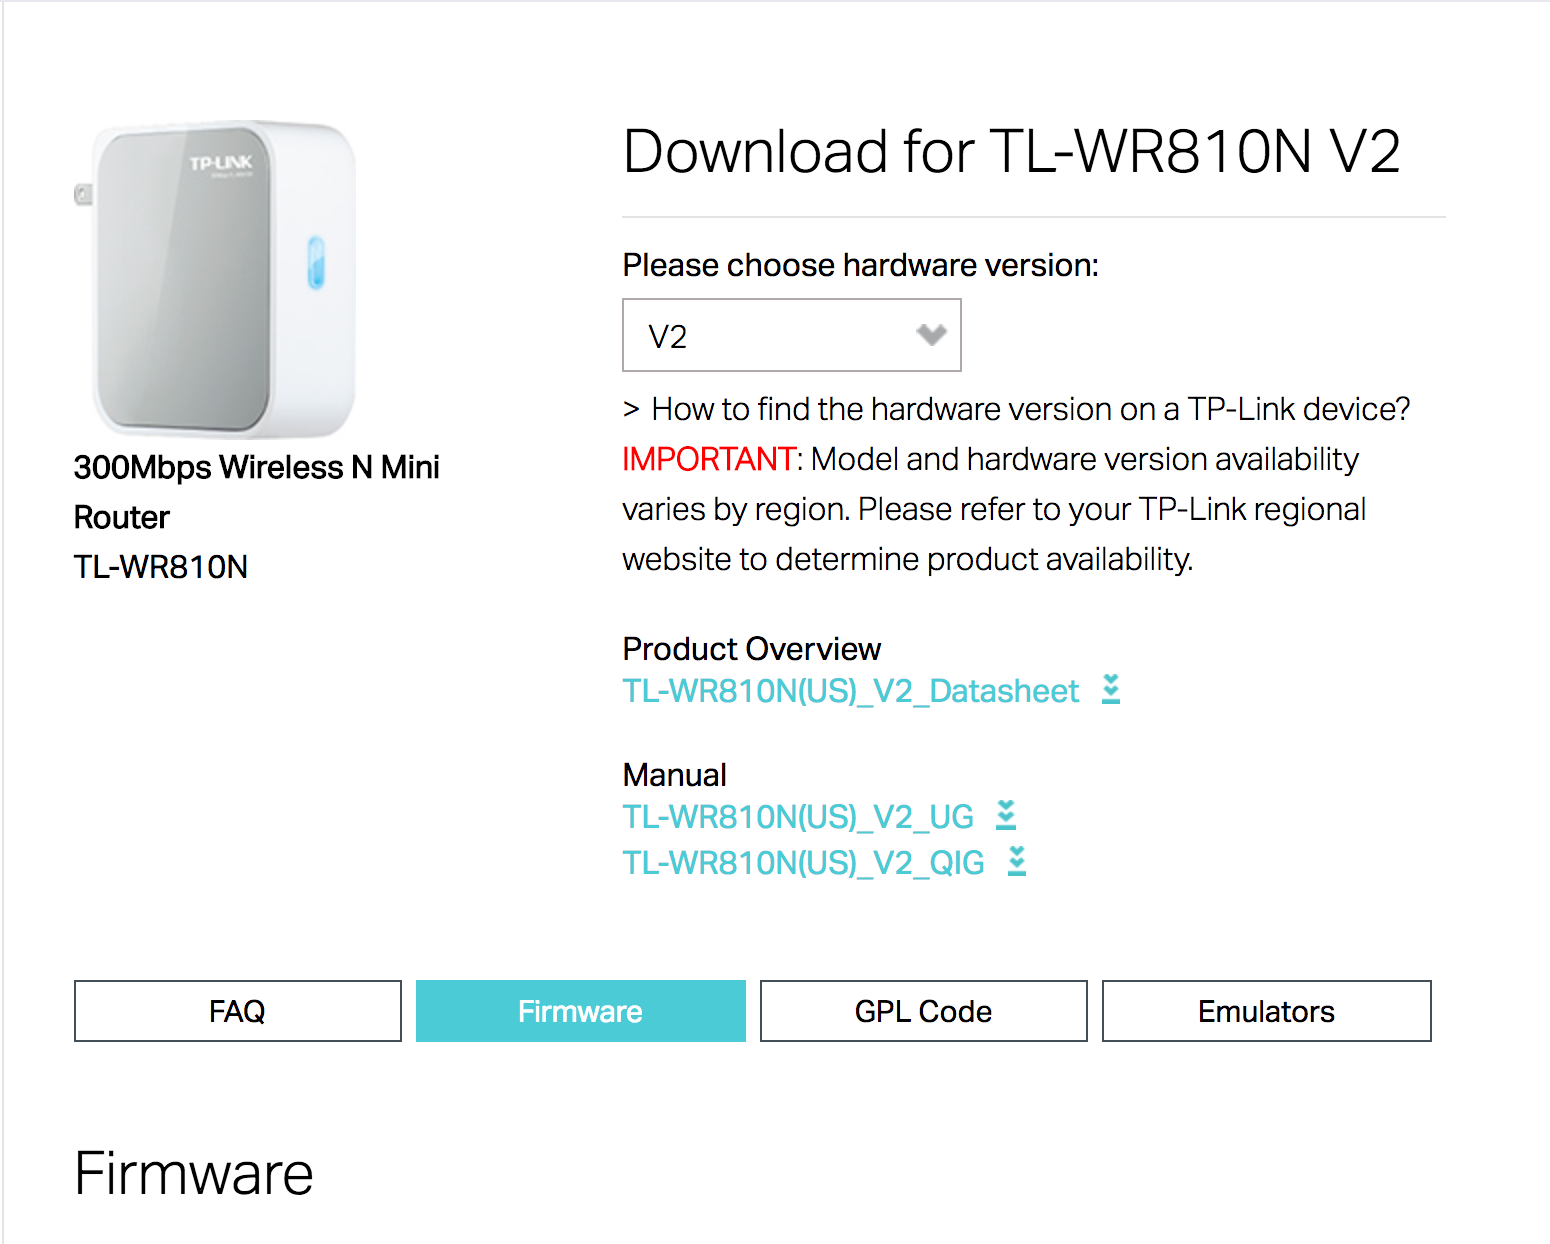 TP-LINK
Download for TL-WR810N V2
Please choose hardware version:
V2
> How to find the hardware version on a TP-Link device?
IMPORTANT: Model and hardware version availability
varies by region. Please refer to your TP-Link regional
website to determine product availability.
300Mbps Wireless N Mini
Router
TL-WR810N
Product Overview
TL-WR810N(US)_V2_Datasheet
Manual
TL-WR810N(US)_V2_UG
TL-WR810N(US)_V2_QIG
FAQ
Firmware
GPL Code
Emulators
Firmware